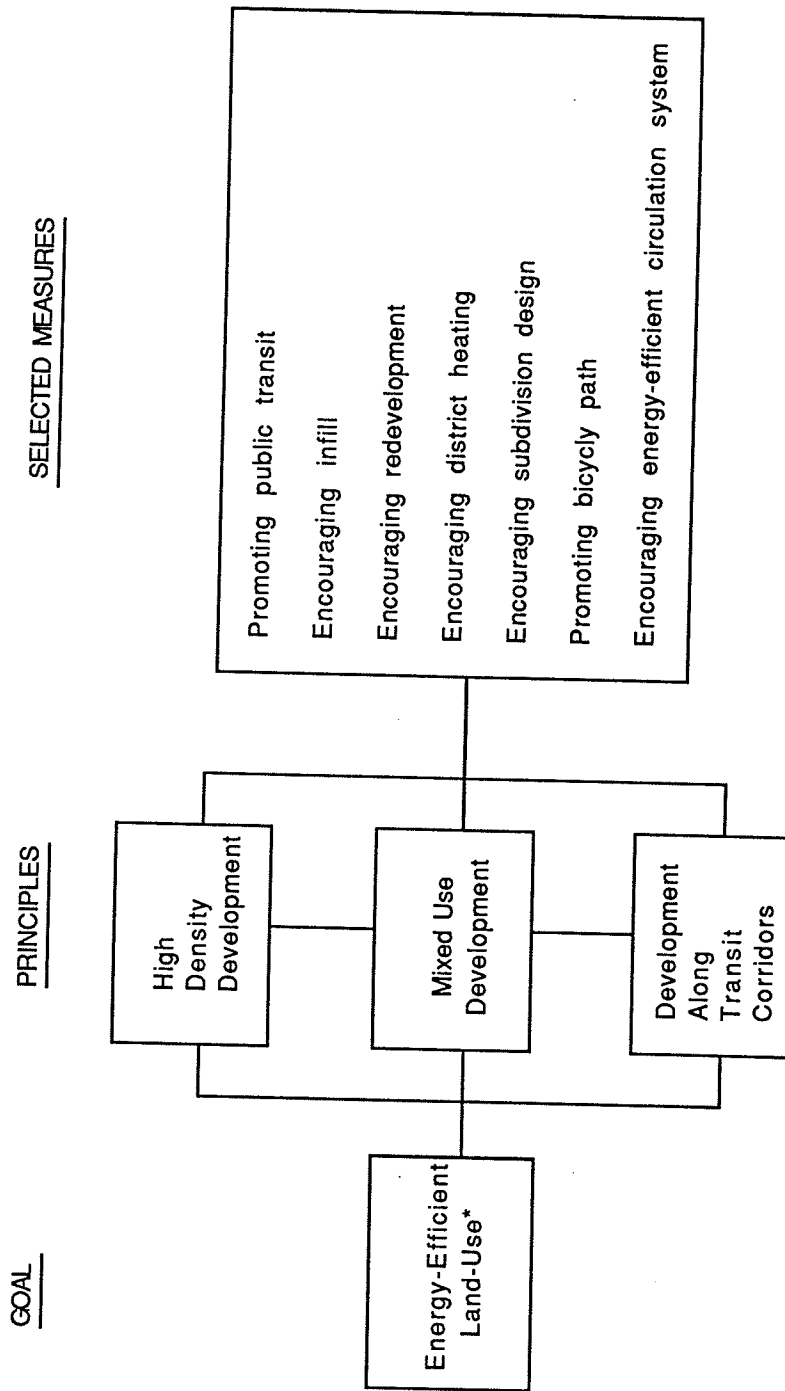 GOAL
PRINCIPLES
SELECTED MEASURES
Energy-Efficient
Land-Use*
High
Density
Development
Mixed Use
Development
Development
Along
Transit
Corridors
Promoting public transit
Encouraging infill
Encouraging redevelopment
Encouraging district heating
Encouraging subdivision design
Promoting bicycly path
Encouraging energy-efficient circulation system